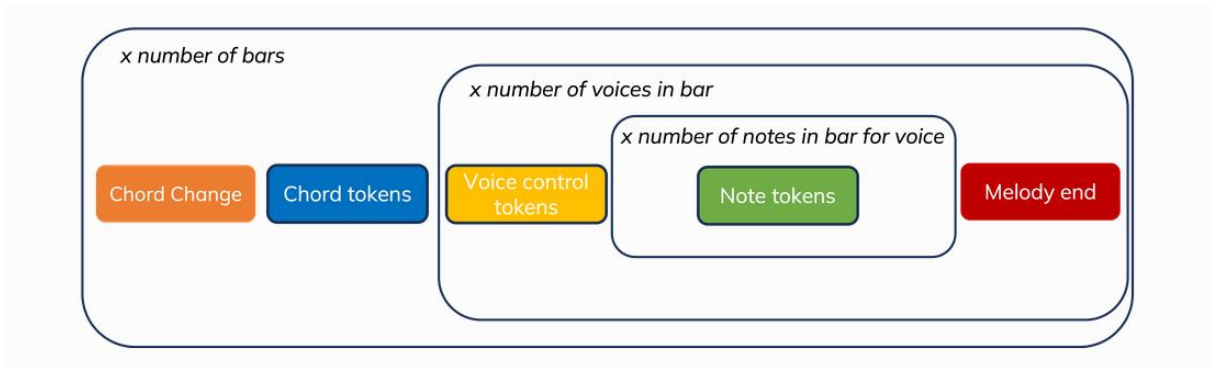 x number of bars
x number of voices in bar
x number of notes in bar for voice
Chord Change
Chord tokens
Voice control
tokens
Note tokens
Melody end